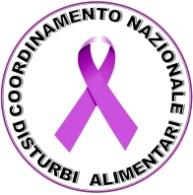 COORDINAMENTO NAZIONALE
DISTURBI ALIMENTARI